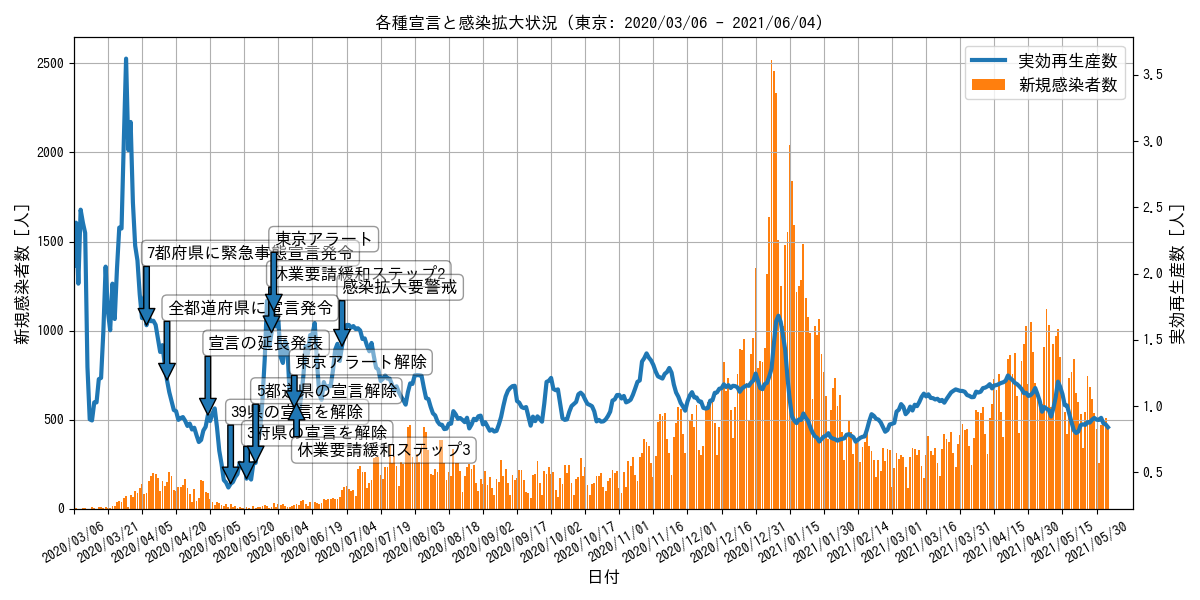 各種宣言と感染拡大状況 (東京: 2020/03/06 - 2021/06/04)
実効再生産数
新規感染者数
新規感染者数 [人]
2500
2000
1500
1000
500
0
3.5
3.0
2.5
2.0
1.5
1.0
0.5
実効再生産数 [人]
東京アラート
7都府県に緊急事態宣言発令
休業要請緩和ステップ2
感染拡大要警戒
全都道府県に宣言発令
宣言の延長発表
東京アラート解除
5都道県の宣言解除
39県の宣言を解除
3府県の宣言を解除
休業要請緩和ステップ3
2020/03/06
2020/03/21
2020/04/05
2020/04/20
2020/05/05
2020/05/20
2020/06/04
2020/06/19
2020/07/04
2020/07/19
2020/08/03
2020/08/18
2020/09/02
2020/09/17
2020/10/02
2020/10/17
2020/11/01
2020/11/16
2020/12/01
2020/12/16
2020/12/31
2021/01/15
2021/01/30
2021/02/14
2021/03/01
2021/03/16
2021/03/31
2021/04/15
2021/04/30
2021/05/15
2021/05/30
日付